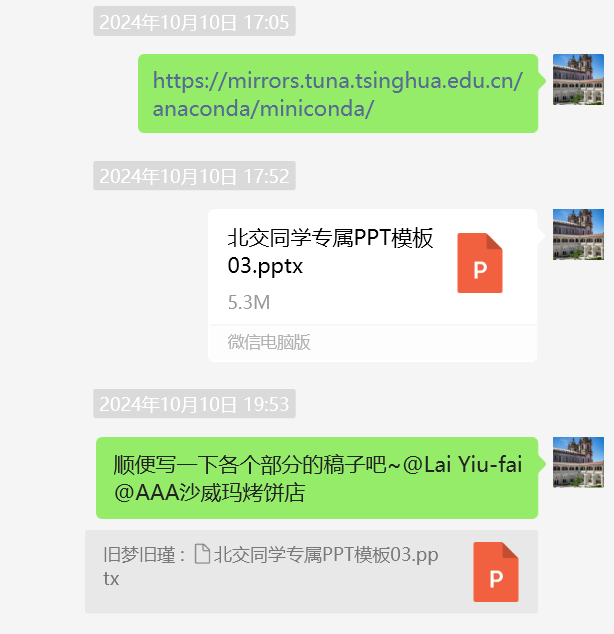 2024年10月10日 17:05
https://mirrors.tuna.tsinghua.edu.cn/
anaconda/miniconda/
2024年10月10日 17:52
北交同学专属PPT模板
03.pptx
P
5.3M
微信电脑版
2024年10月10日 19:53
顺便写一下各个部分的稿子吧~@Lai Yiu-fai
@AAA沙威玛烤饼店
旧梦旧瑾：北交同学专属PPT模板03.pp
tx
P